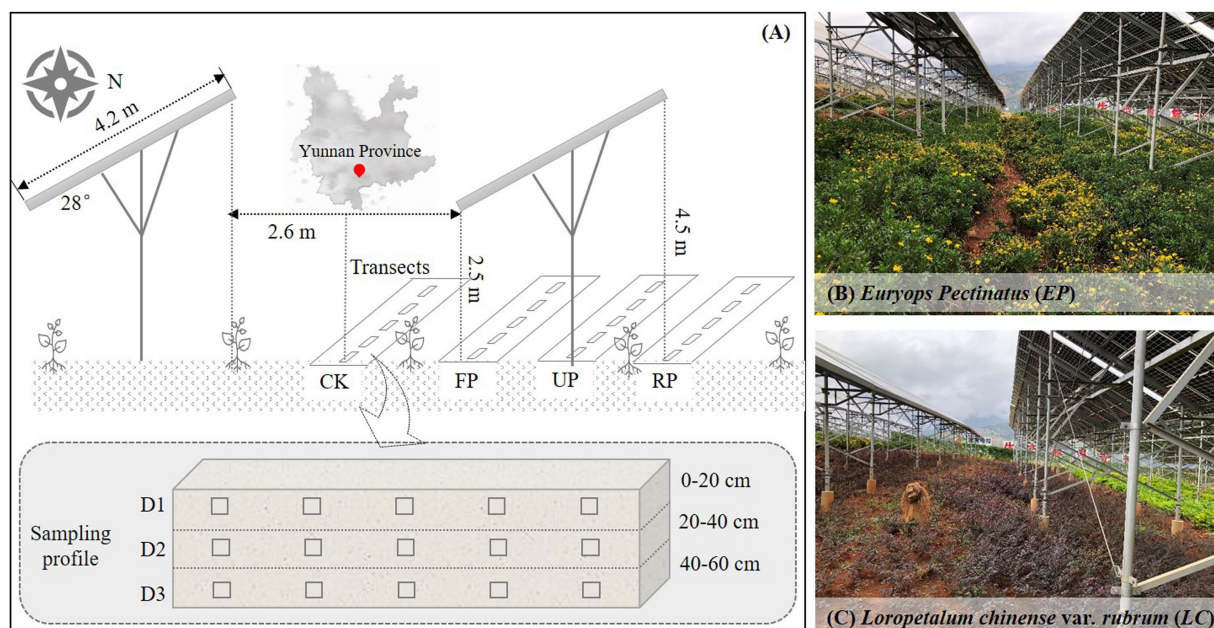 (A)
N
4.2 m
28°
Yunnan Province
2.6 m
Transects
2.5 m
4.5 m
CK
FP
UP
RP
Sampling
profile
D1
D2
D3
0-20 cm
20-40 cm
40-60 cm
(B) Euryops Pectinatus (EP)
(C) Loropetalum chinense var. rubrum (LC)